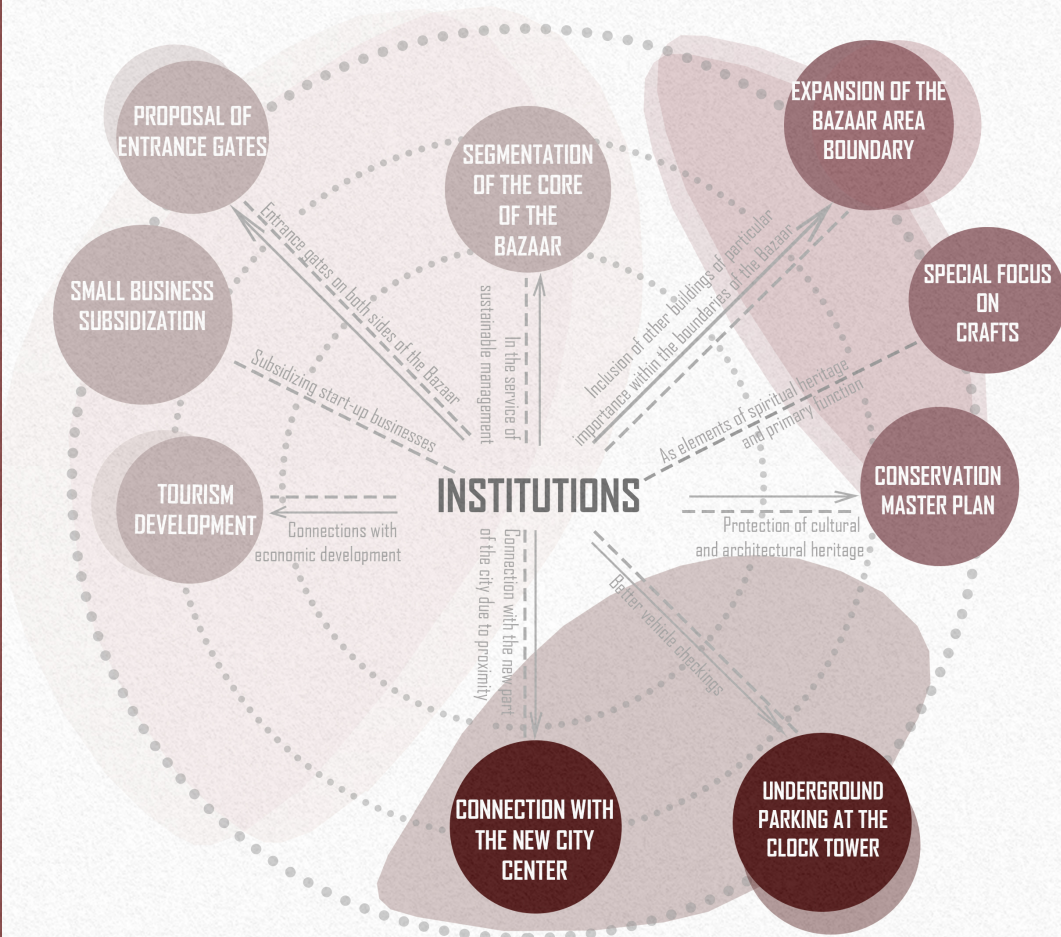 PROPOSAL OF
ENTRANCE GATES
SEGMENTATION
OF THE CORE
OF THE
BAZAAR
EXPANSION OF THE
BAZAAR AREA
BOUNDARY
SMALL BUSINESS
SUBSIDIZATION
SPECIAL FOCUS
ON
CRAFTS
Entrance gates on both sides of the Bazaar
In the service of
sustainable management
Inclusion of other buildings of particular
importance within the boundaries of the Bazaar
Subsidizing start-up businesses
As elements of spiritual heritage
and primary function
TOURISM
DEVELOPMENT
INSTITUTIONS
CONSERVATION
MASTER PLAN
Connections with
economic development
Protection of cultural
and architectural heritage
Connection with the new part
of the city due to proximity
Better vehicle checkings
CONNECTION WITH
THE NEW CITY
CENTER
UNDERGROUND
PARKING AT THE
CLOCK TOWER